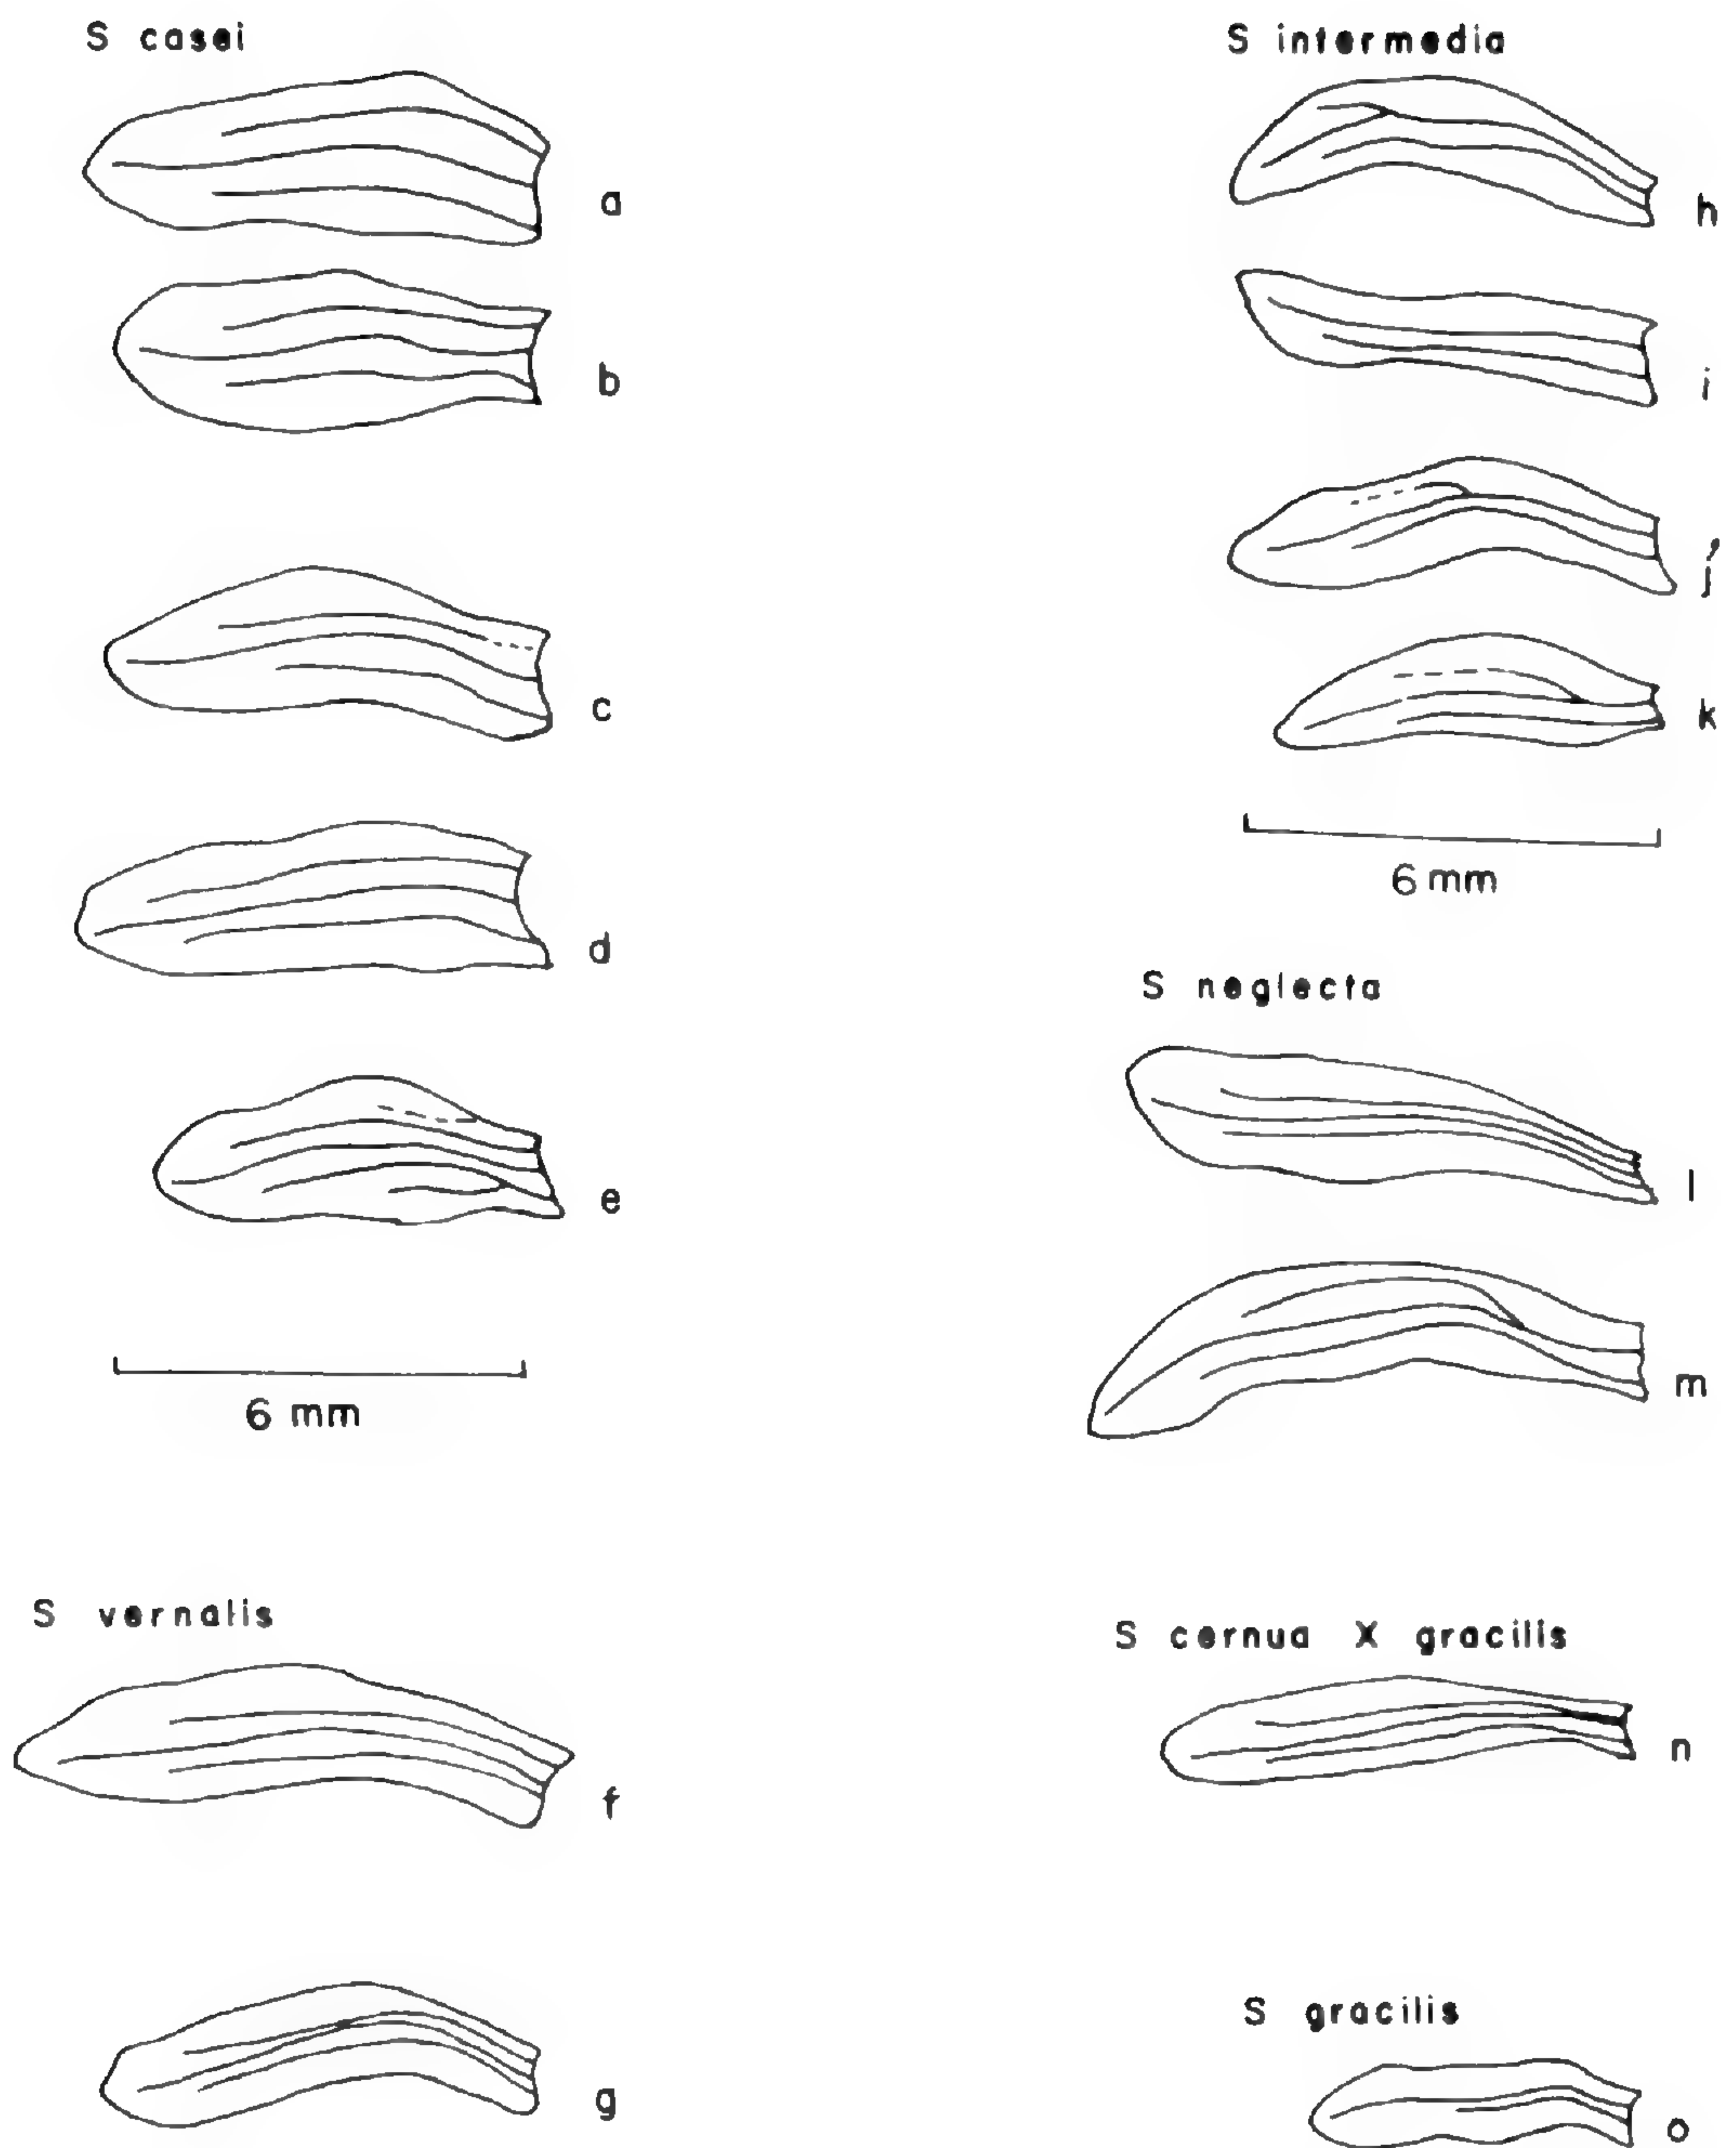 S casei
a
b
c
d
e
6 mm
S vernalis
f
g
S intermedia
h
i
j
k
6 mm
S neglecta
l
m
S cernua X gracilis
n
S gracilis
o